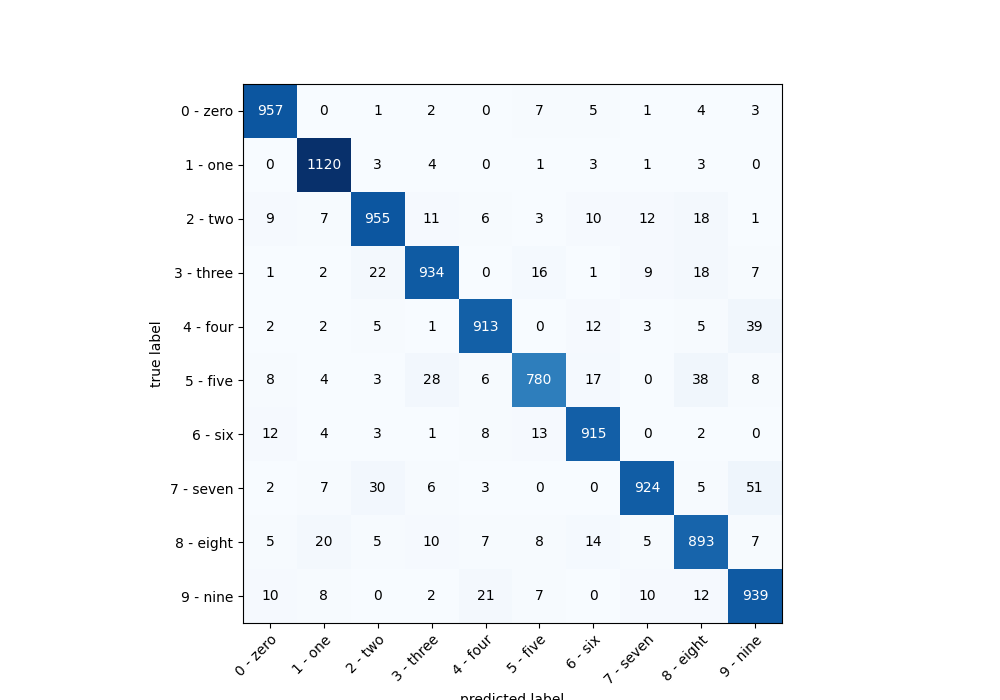 0 - zero 957 0 1 2 0 7 5 1 4 3
1 - one 0 1120 3 4 0 1 3 1 3 0
2 - two 9 7 955 11 6 3 10 12 18 1
3 - three 1 2 22 934 0 16 1 9 18 7
4 - four 2 2 5 1 913 0 12 3 5 39
5 - five 8 4 3 28 6 780 17 0 38 8
6 - six 12 4 3 1 8 13 915 0 2 0
7 - seven 2 7 30 6 3 0 0 924 5 51
8 - eight 5 20 5 10 7 8 14 5 893 7
9 - nine 10 8 0 2 21 7 0 10 12 939
true label
0 - zero 1 - one 2 - two 3 - three 4 - four 5 - five 6 - six 7 - seven 8 - eight 9 - nine
predicted label